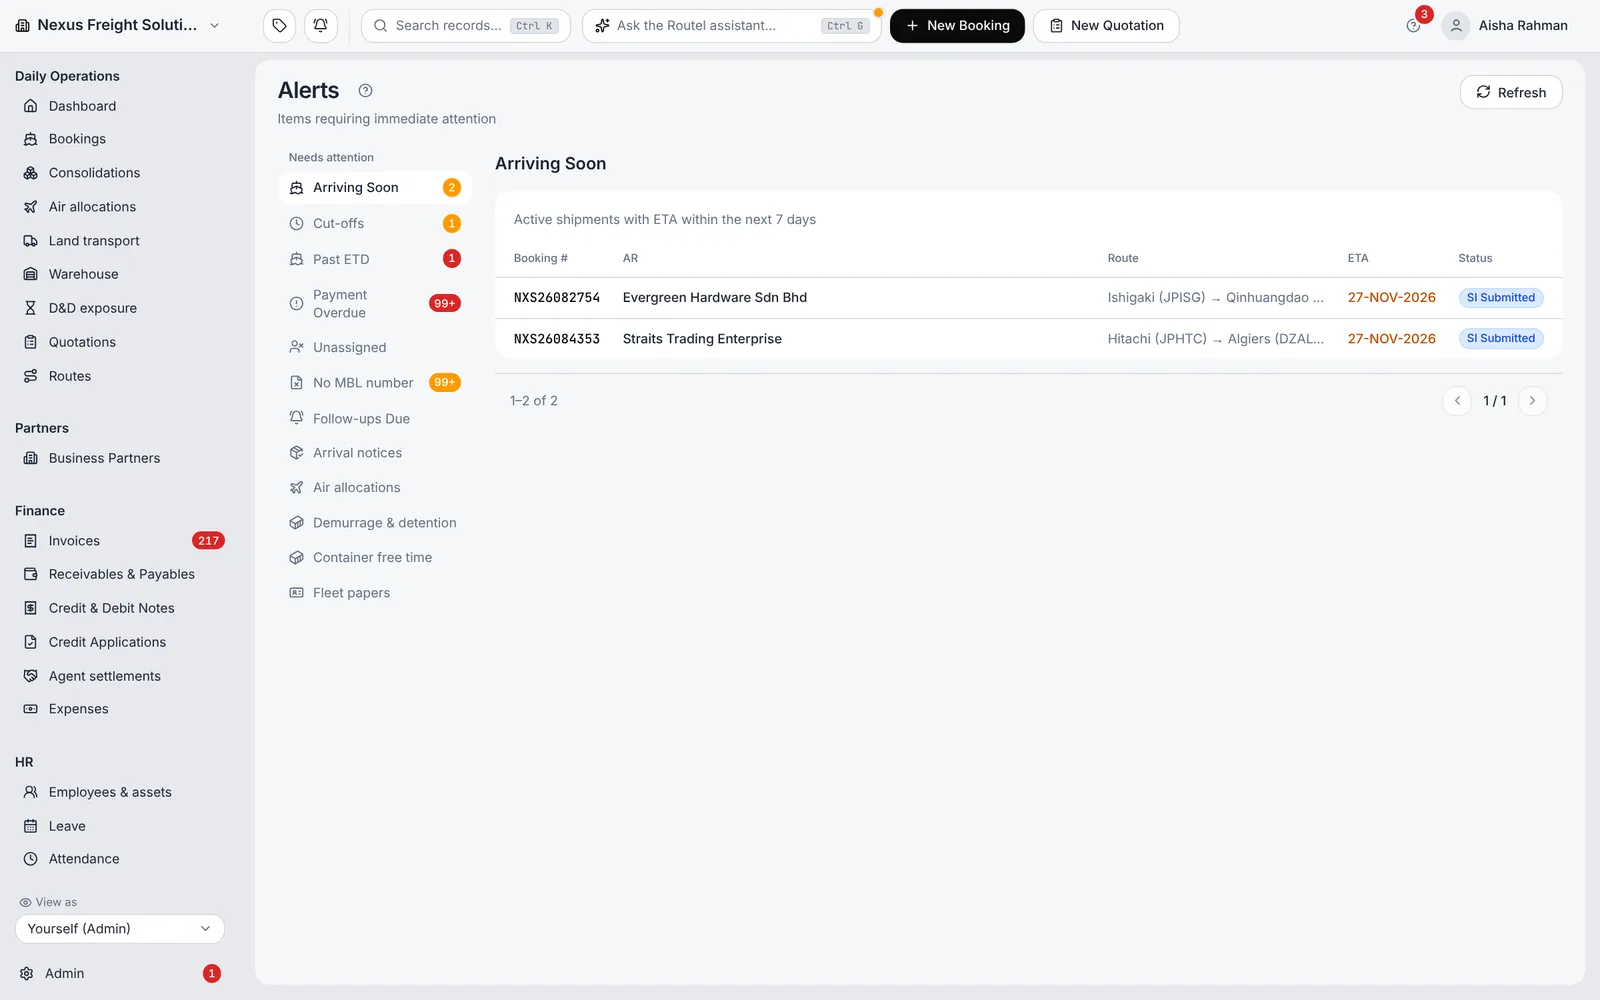 Nexus Freight Soluti...
Search records... Ctrl K
Ask the Routel assistant... Ctrl G
New Booking
New Quotation
3
Aisha Rahman
Daily Operations
Dashboard
Bookings
Consolidations
Air allocations
Land transport
Warehouse
D&D exposure
Quotations
Routes
Partners
Business Partners
Finance
Invoices 217
Receivables & Payables
Credit & Debit Notes
Credit Applications
Agent settlements
Expenses
HR
Employees & assets
Leave
Attendance
View as
Yourself (Admin)
Admin 1
Alerts
Items requiring immediate attention
Refresh
Needs attention
Arriving Soon 2
Cut-offs 1
Past ETD 1
Payment
Overdue 99+
Unassigned
No MBL number 99+
Follow-ups Due
Arrival notices
Air allocations
Demurrage & detention
Container free time
Fleet papers
Arriving Soon
Active shipments with ETA within the next 7 days
Booking # AR Route ETA Status
NXS26082754 Evergreen Hardware Sdn Bhd Ishigaki (JPISG) → Qinhuangdao ... 27-NOV-2026 SI Submitted
NXS26084353 Straits Trading Enterprise Hitachi (JPHTC) → Algiers (DZAL... 27-NOV-2026 SI Submitted
1–2 of 2
1 / 1